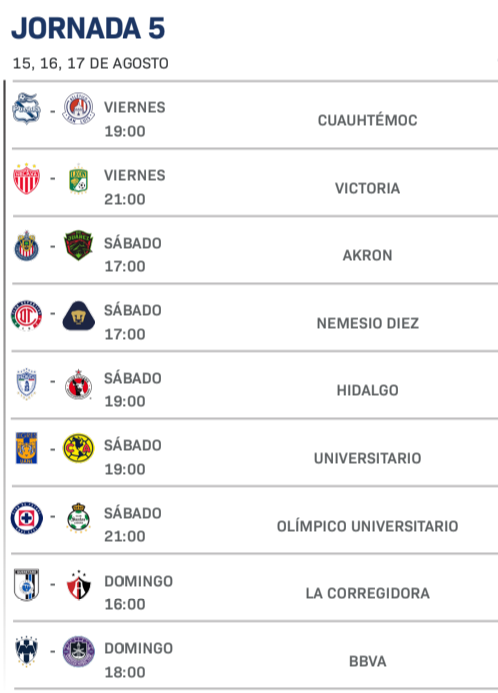 JORNADA 5
15, 16, 17 DE AGOSTO
- VIERNES
19:00
CUAUHTÉMOC
- VIERNES
21:00
VICTORIA
- SÁBADO
17:00
AKRON
- SÁBADO
17:00
NEMESIO DIEZ
- SÁBADO
19:00
HIDALGO
- SÁBADO
19:00
UNIVERSITARIO
- SÁBADO
21:00
OLÍMPICO UNIVERSITARIO
- DOMINGO
16:00
LA CORREGIDORA
- DOMINGO
18:00
BBVA